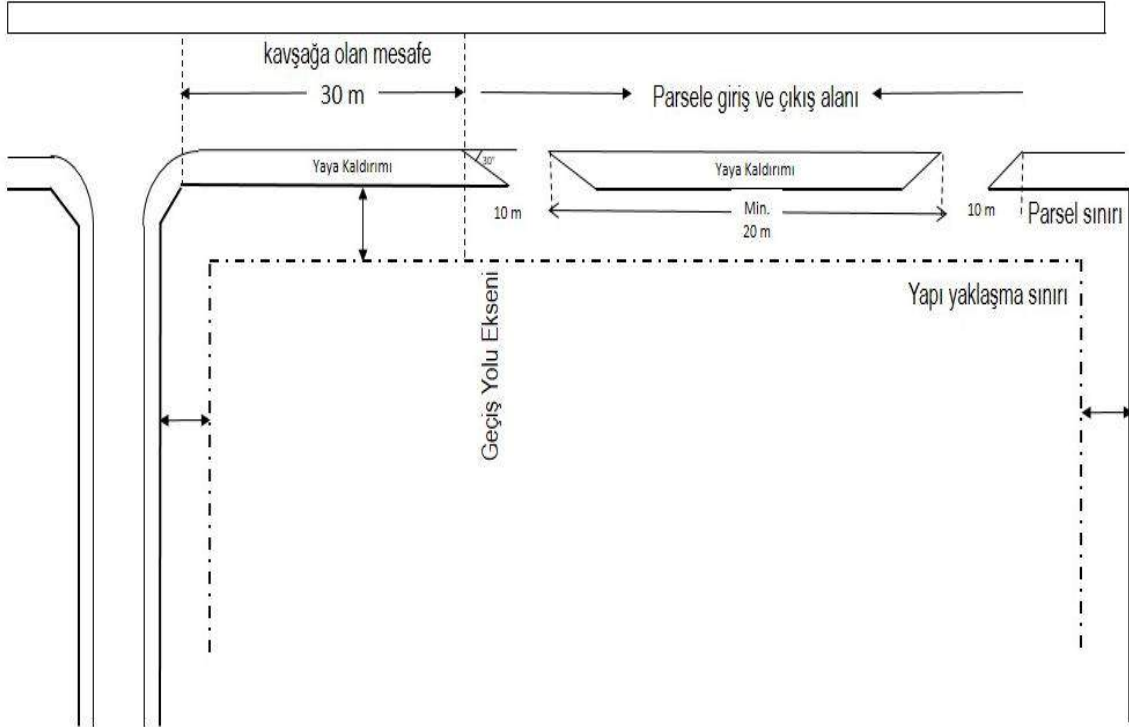 kavşağa olan mesafe
30 m
Parsele giriş ve çıkış alanı
Yaya Kaldırımı
30°
Yaya Kaldırımı
10 m
Min.
20 m
10 m
Parsel sınırı
Yapı yaklaşma sınırı
Geçiş Yolu Ekseni